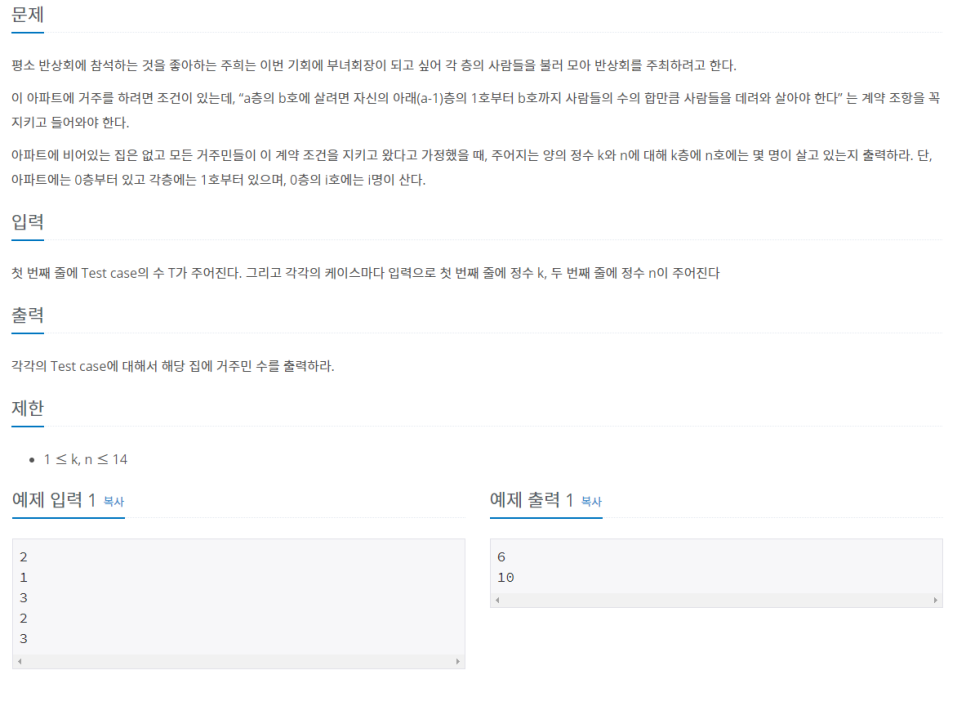 문제
평소 반상회에 참석하는 것을 좋아하는 주희는 이번 기회에 부녀회장이 되고 싶어 각 층의 사람들을 불러 모아 반상회를 주최하려고 한다.
이 아파트에 거주를 하려면 조건이 있는데, “a층의 b호에 살려면 자신의 아래(a-1)층의 1호부터 b호까지 사람들의 수의 합만큼 사람들을 데려와 살아야 한다” 는 계약 조항을 꼭
지키고 들어와야 한다.
아파트에 비어있는 집은 없고 모든 거주민들이 이 계약 조건을 지키고 왔다고 가정했을 때, 주어지는 양의 정수 k와 n에 대해 k층에 n호에는 몇 명이 살고 있는지 출력하라. 단,
아파트에는 0층부터 있고 각층에는 1호부터 있으며, 0층의 i호에는 i명이 산다.
입력
첫 번째 줄에 Test case의 수 T가 주어진다. 그리고 각각의 케이스마다 입력으로 첫 번째 줄에 정수 k, 두 번째 줄에 정수 n이 주어진다
출력
각각의 Test case에 대해서 해당 집에 거주민 수를 출력하라.
제한
• 1 ≤ k, n ≤ 14
예제 입력 1 복사
2
1
3
2
3
예제 출력 1 복사
6
10